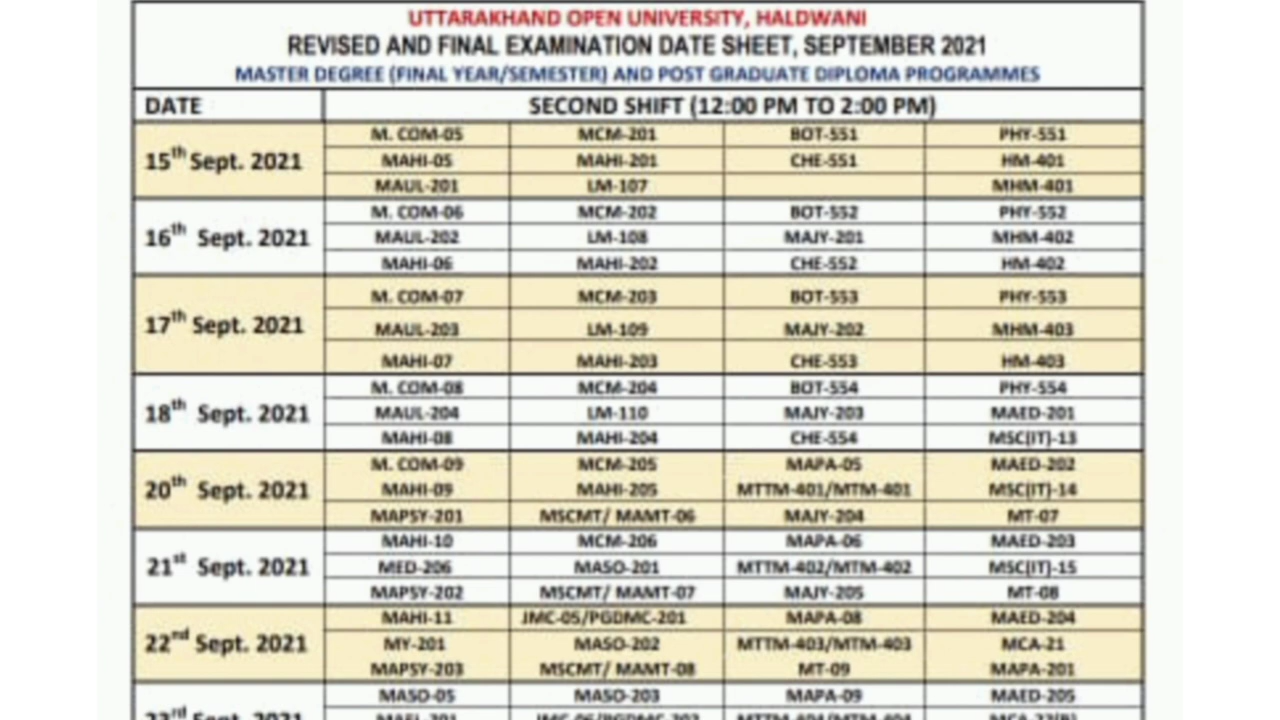 UTTARAKHAND OPEN UNIVERSITY, HALDWANI
REVISED AND FINAL EXAMINATION DATE SHEET, SEPTEMBER 2021
MASTER DEGREE (FINAL YEAR/SEMESTER) AND POST GRADUATE DIPLOMA PROGRAMMES
DATE SECOND SHIFT (12:00 PM TO 2:00 PM)
15th Sept. 2021
M. COM-05 MCM-201 BOT-551 PHY-551
MAHI-05 MAHI-201 CHE-551 HM-401
MAUL-201 LM-107 MHM-401
16th Sept. 2021
M. COM-06 MCM-202 BOT-552 PHY-552
MAUL-202 LM-108 MAJY-201 MHM-402
MAHI-06 MAHI-202 CHE-552 HM-402
17th Sept. 2021
M. COM-07 MCM-203 BOT-553 PHY-553
MAUL-203 LM-109 MAJY-202 MHM-403
MAHI-07 MAHI-203 CHE-553 HM-403
18th Sept. 2021
M. COM-08 MCM-204 BOT-554 PHY-554
MAUL-204 LM-110 MAJY-203 MAED-201
MAHI-08 MAHI-204 CHE-554 MSC(IT)-13
20th Sept. 2021
M. COM-09 MCM-205 MAPA-05 MAED-202
MAHI-09 MAHI-205 MTTM-401/MTM-401 MSC(IT)-14
MAPSY-201 MSCMT/ MAMT-06 MAJY-204 MT-07
21st Sept. 2021
MAHI-10 MCM-206 MAPA-06 MAED-203
MED-206 MASO-201 MTTM-402/MTM-402 MSC(IT)-15
MAPSY-202 MSCMT/ MAMT-07 MAJY-205 MT-08
22nd Sept. 2021
MAHI-11 JMC-05/PGDMC-201 MAPA-08 MAED-204
MY-201 MASO-202 MTTM-403/MTM-403 MCA-21
MAPSY-203 MSCMT/ MAMT-08 MT-09 MAPA-201
23rd Sept. 2021
MASO-05 MASO-203 MAPA-09 MAED-205